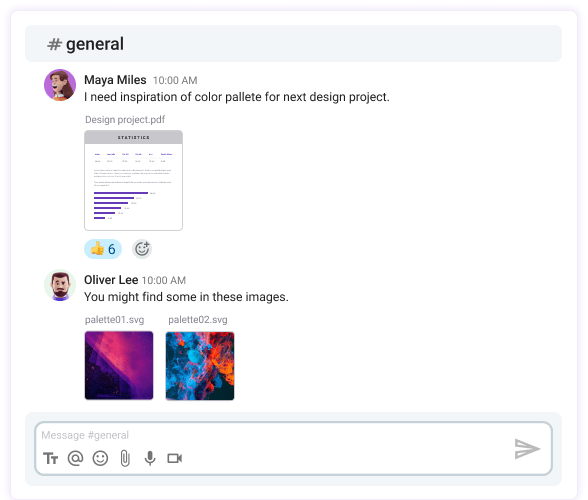 # general
Maya Miles 10:00 AM
I need inspiration of color pallete for next design project.
Design project.pdf
STATISTICS
👍 6
Oliver Lee 10:00 AM
You might find some in these images.
palette01.svg palette02.svg
Message #general